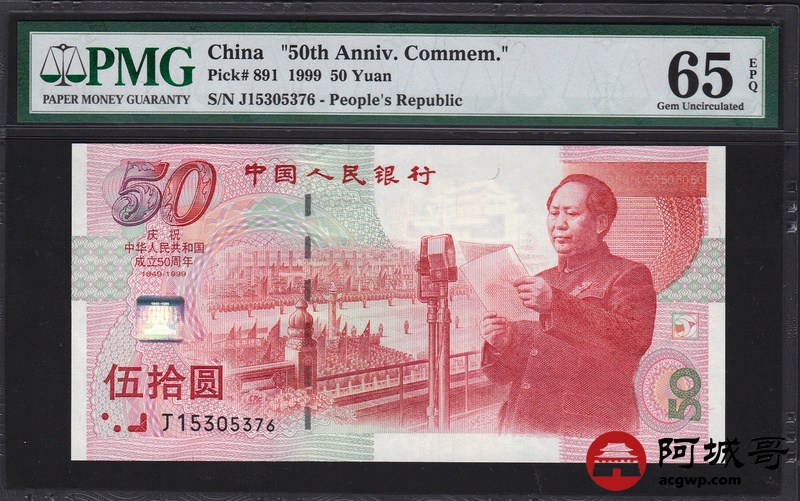 PMG
PAPER MONEY GUARANTY
China "50th Anniv. Commem."
Pick# 891 1999 50 Yuan
S/N J15305376 - People's Republic
65 EPQ
Gem Uncirculated
50
中国人民银行
庆祝
中华人民共和国
成立50周年
1949-1999
伍拾圆
J15305376
50
阿城哥
acgwp.com